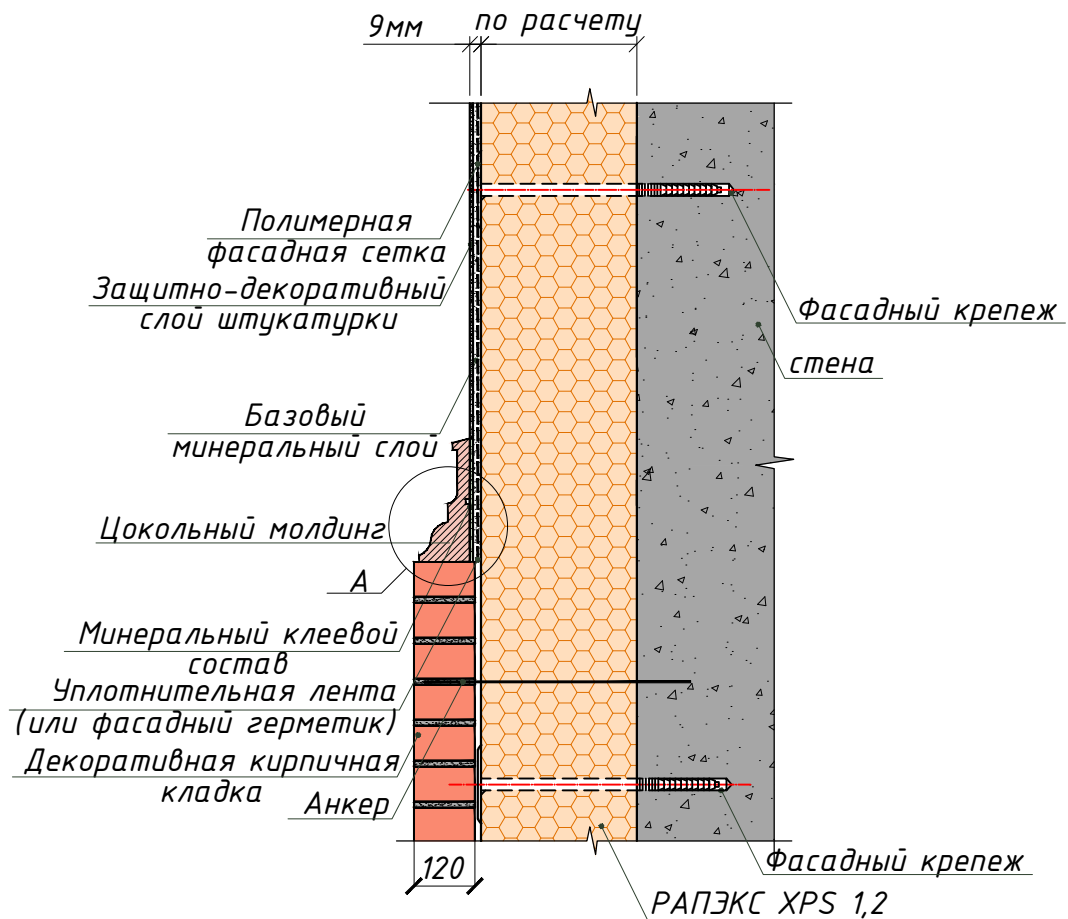 9мм
по расчету
Полимерная
фасадная сетка
Защитно-декоративный
слой штукатурки
Фасадный крепеж
стена
Базовый
минеральный слой
Цокольный молдинг
А
Минеральный клеевой
состав
Уплотнительная лента
(или фасадный герметик)
Декоративная кирпичная
кладка
Анкер
120
Фасадный крепеж
РАПЭКС XPS 1,2